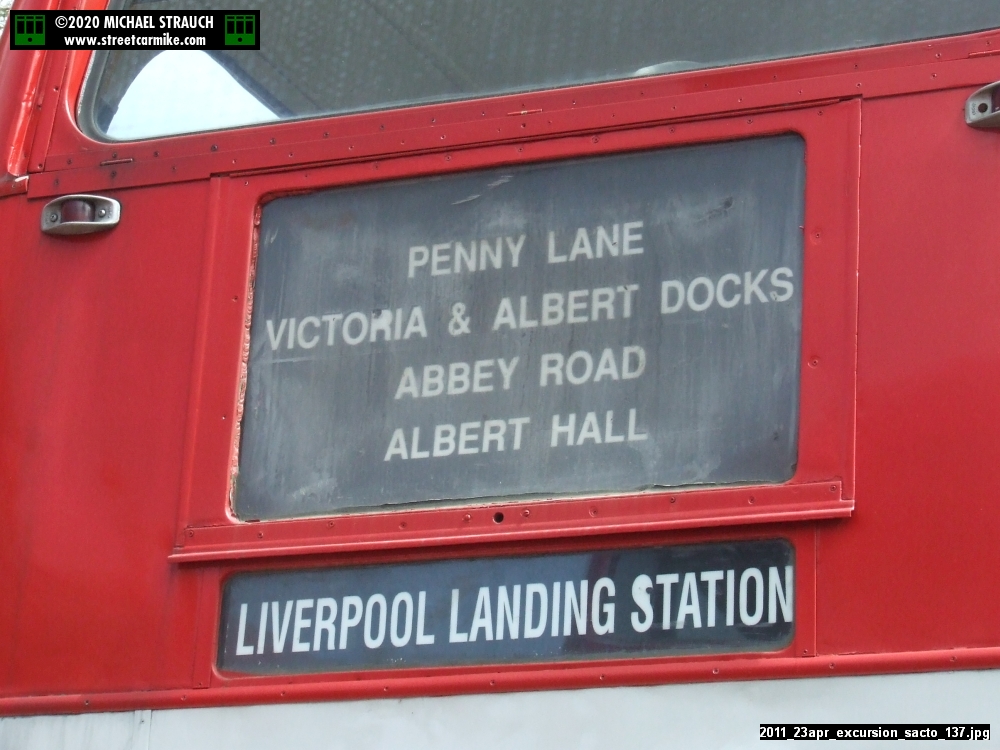 ©2020 MICHAEL STRAUCH
www.streetcarmike.com
PENNY LANE
VICTORIA & ALBERT DOCKS
ABBEY ROAD
ALBERT HALL
LIVERPOOL LANDING STATION
2011_23apr_excursion_sacto_137.jpg